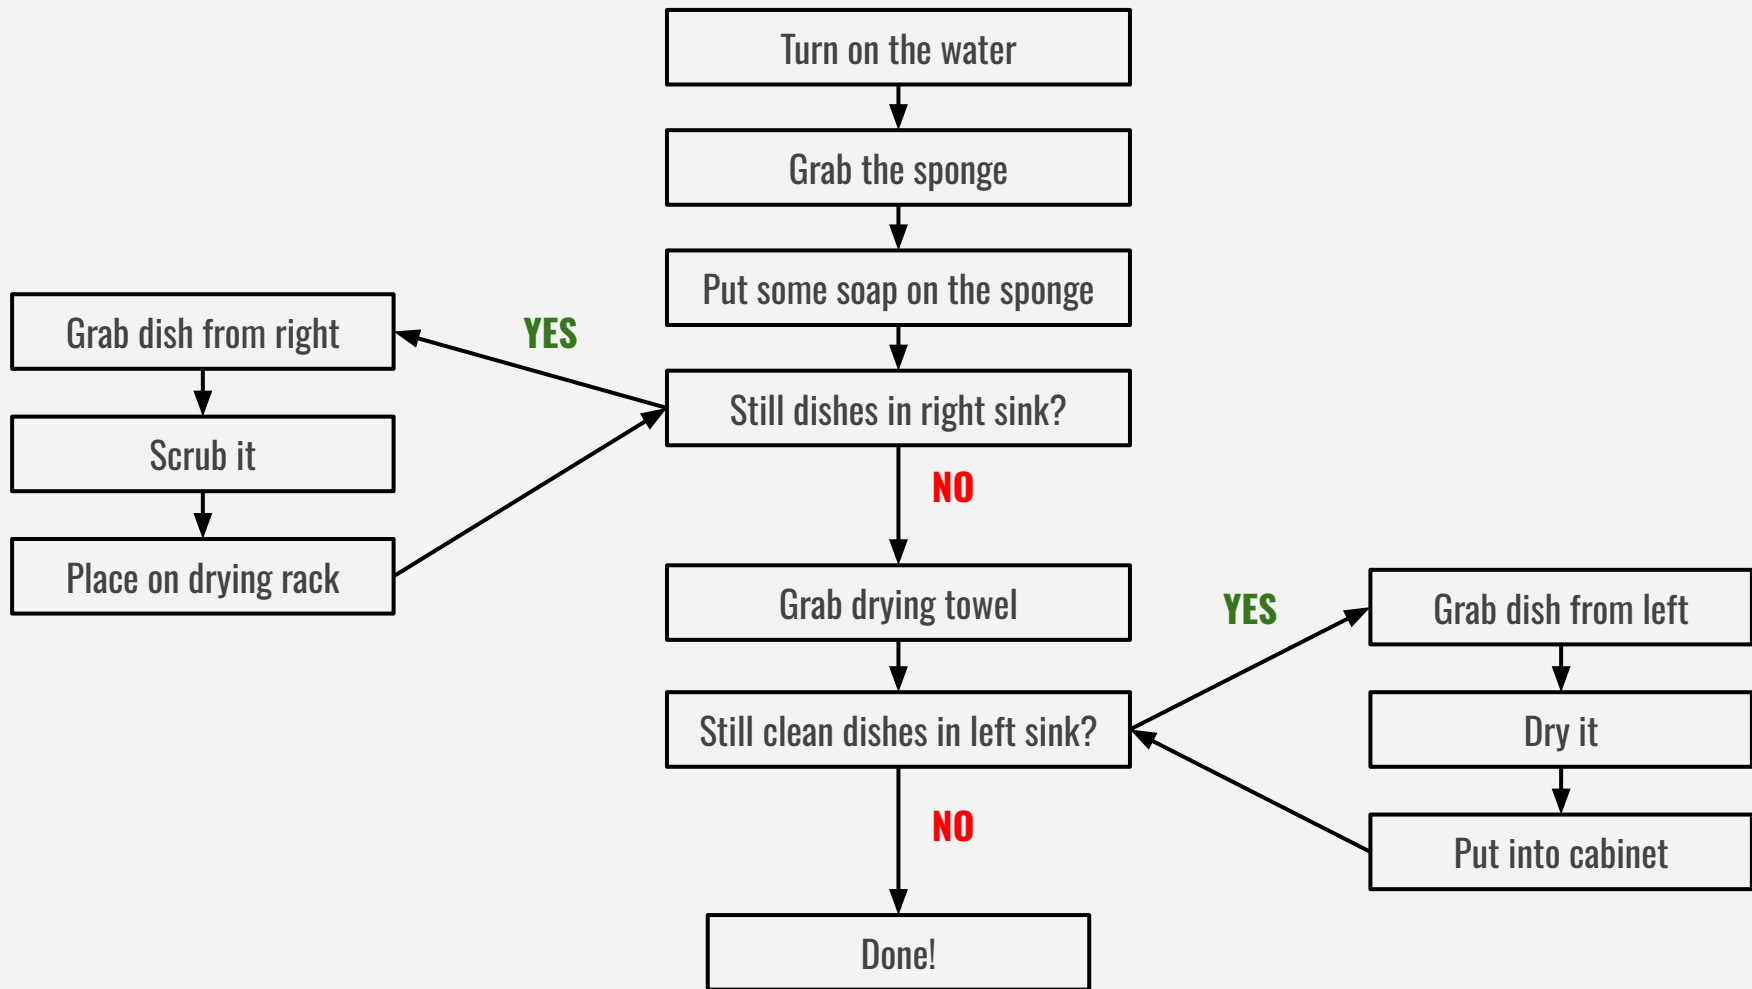 Turn on the water
Grab the sponge
Put some soap on the sponge
Still dishes in right sink?
YES
Grab dish from right
Scrub it
Place on drying rack
NO
Grab drying towel
Still clean dishes in left sink?
YES
Grab dish from left
Dry it
Put into cabinet
NO
Done!